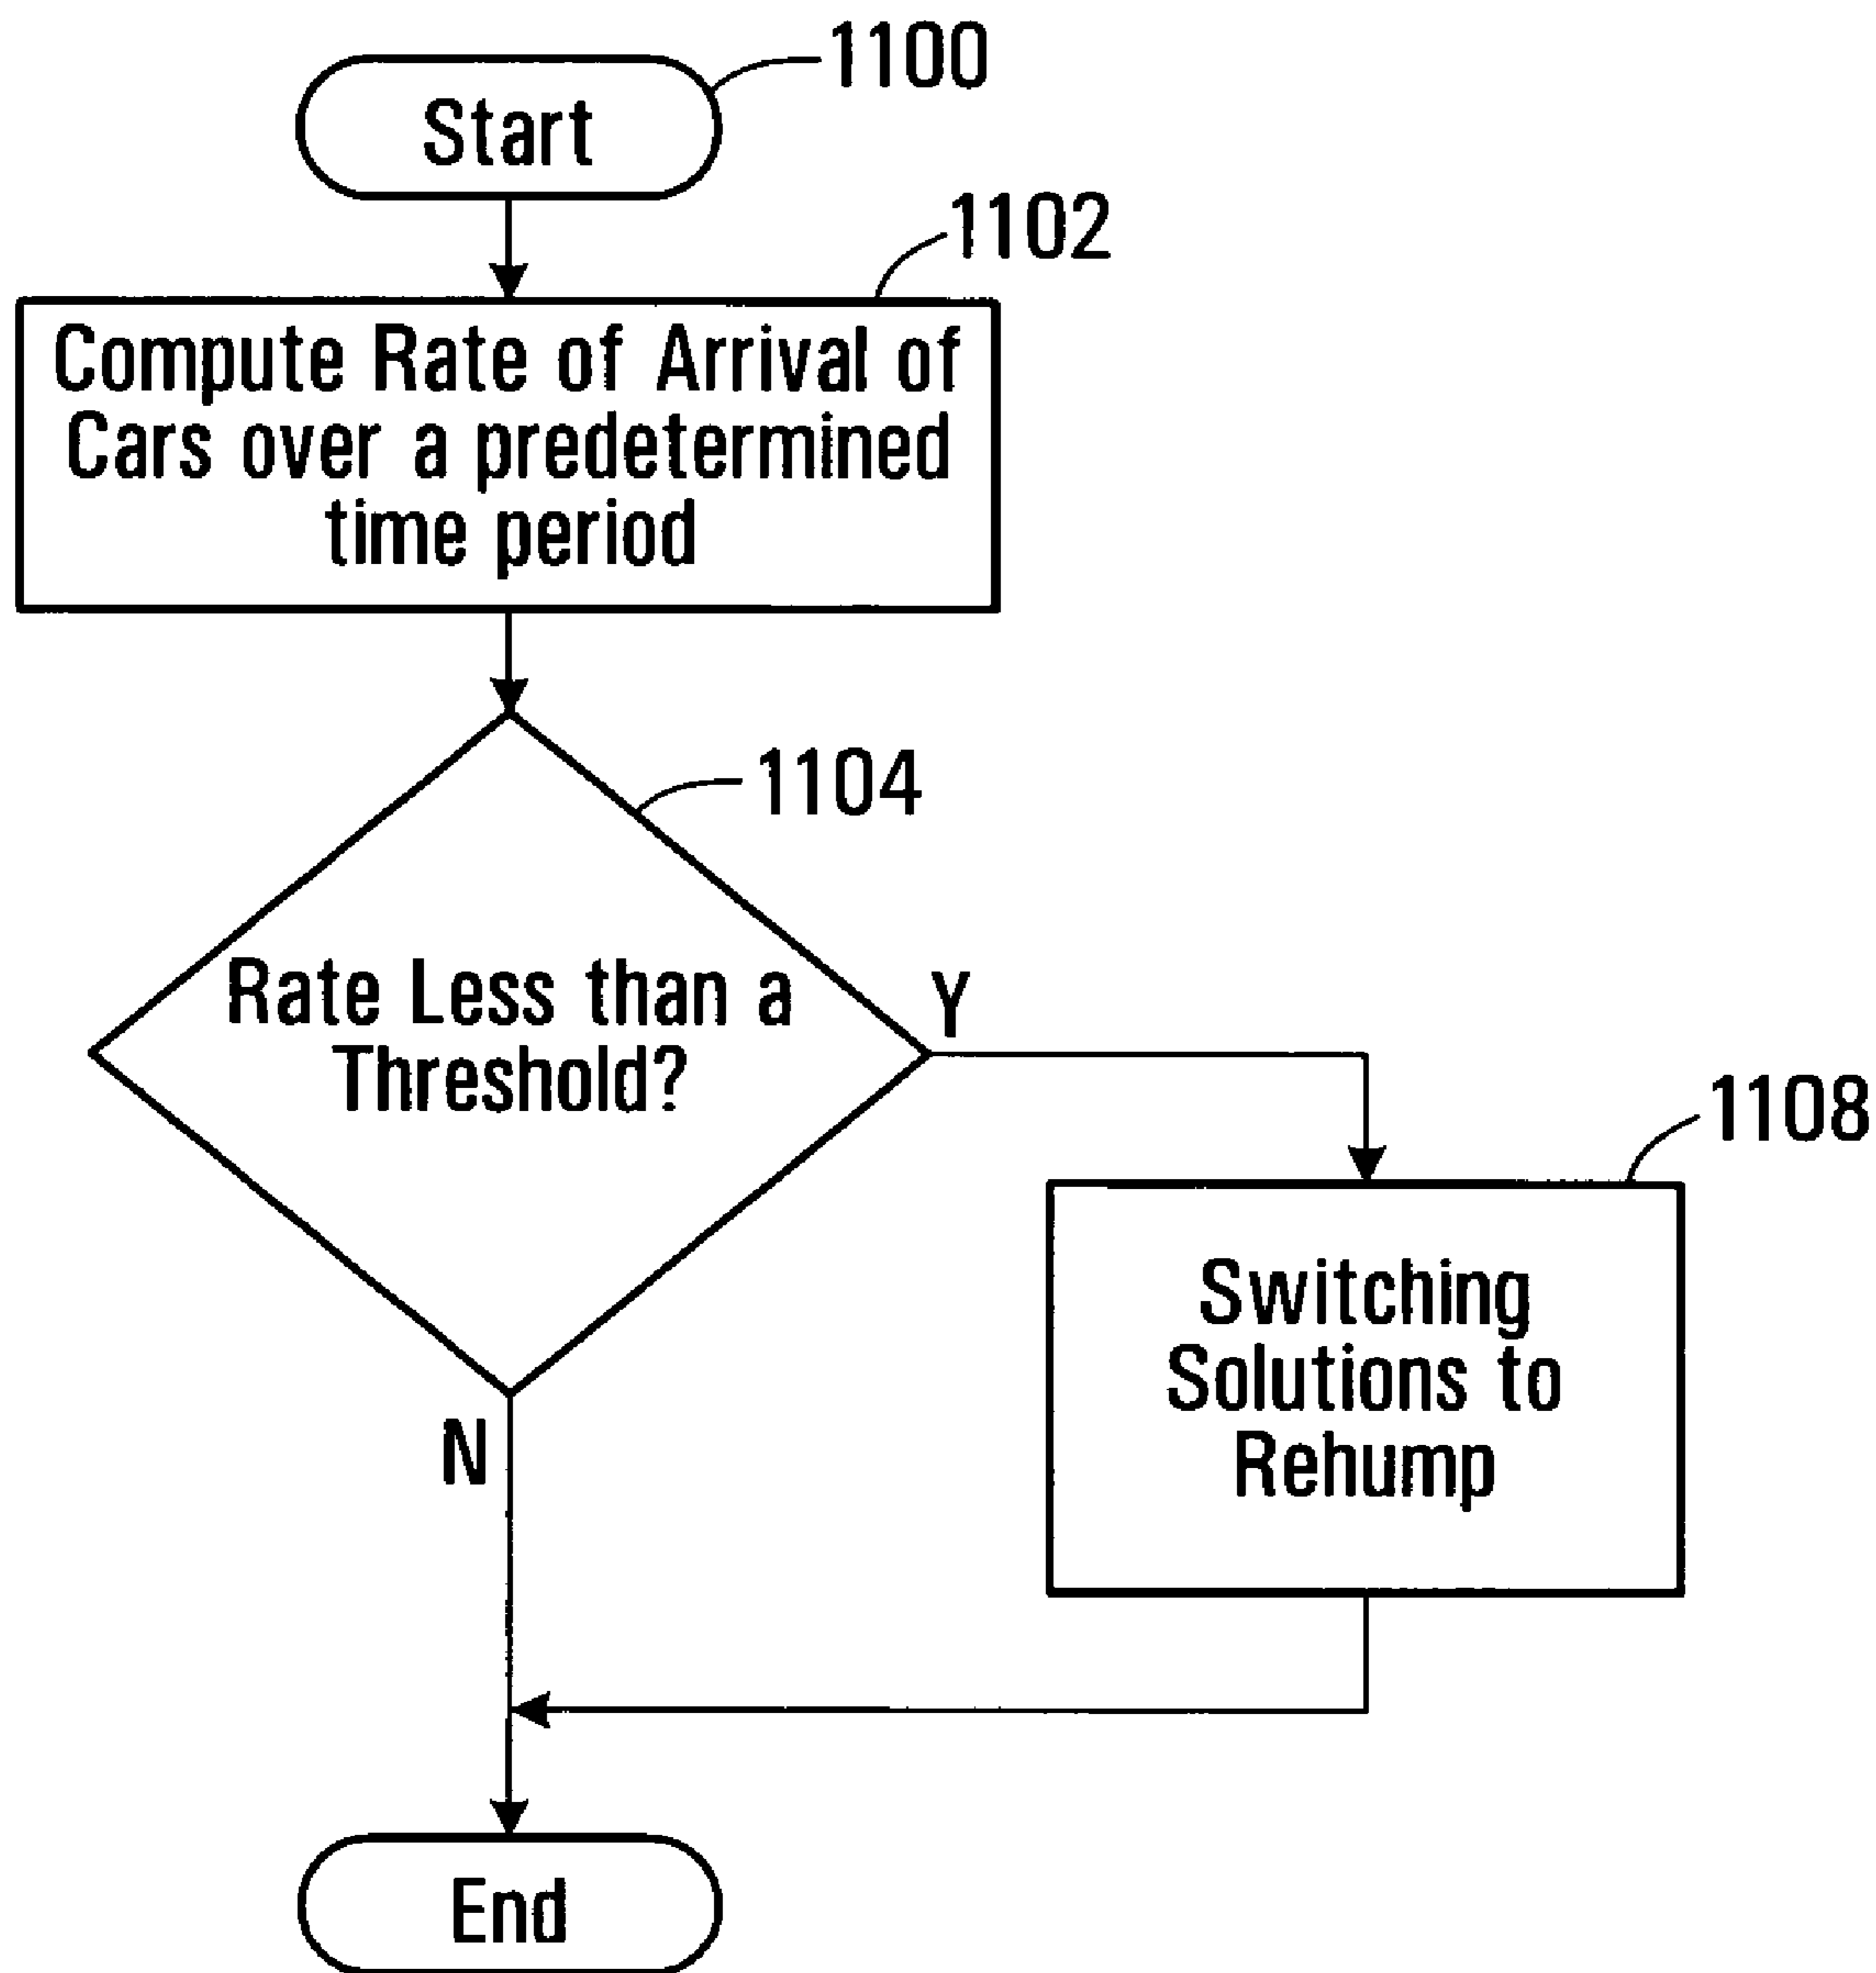 Start
1100
1102
Compute Rate of Arrival of
Cars over a predetermined
time period
1104
Rate Less than a
Threshold?
Y
N
1108
Switching
Solutions to
Rehump
End